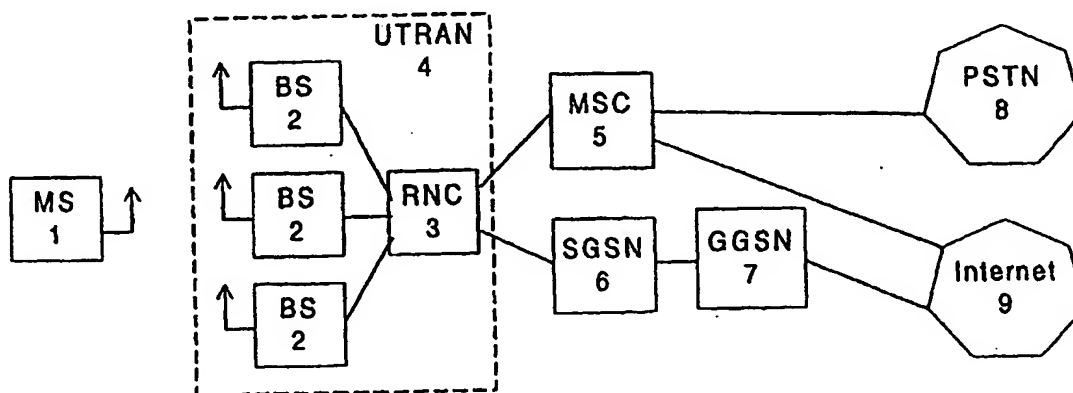 UTRAN
4
BS
2
BS
2
BS
2
MS
1
RNC
3
MSC
5
SGSN
6
GGSN
7
PSTN
8
Internet
9